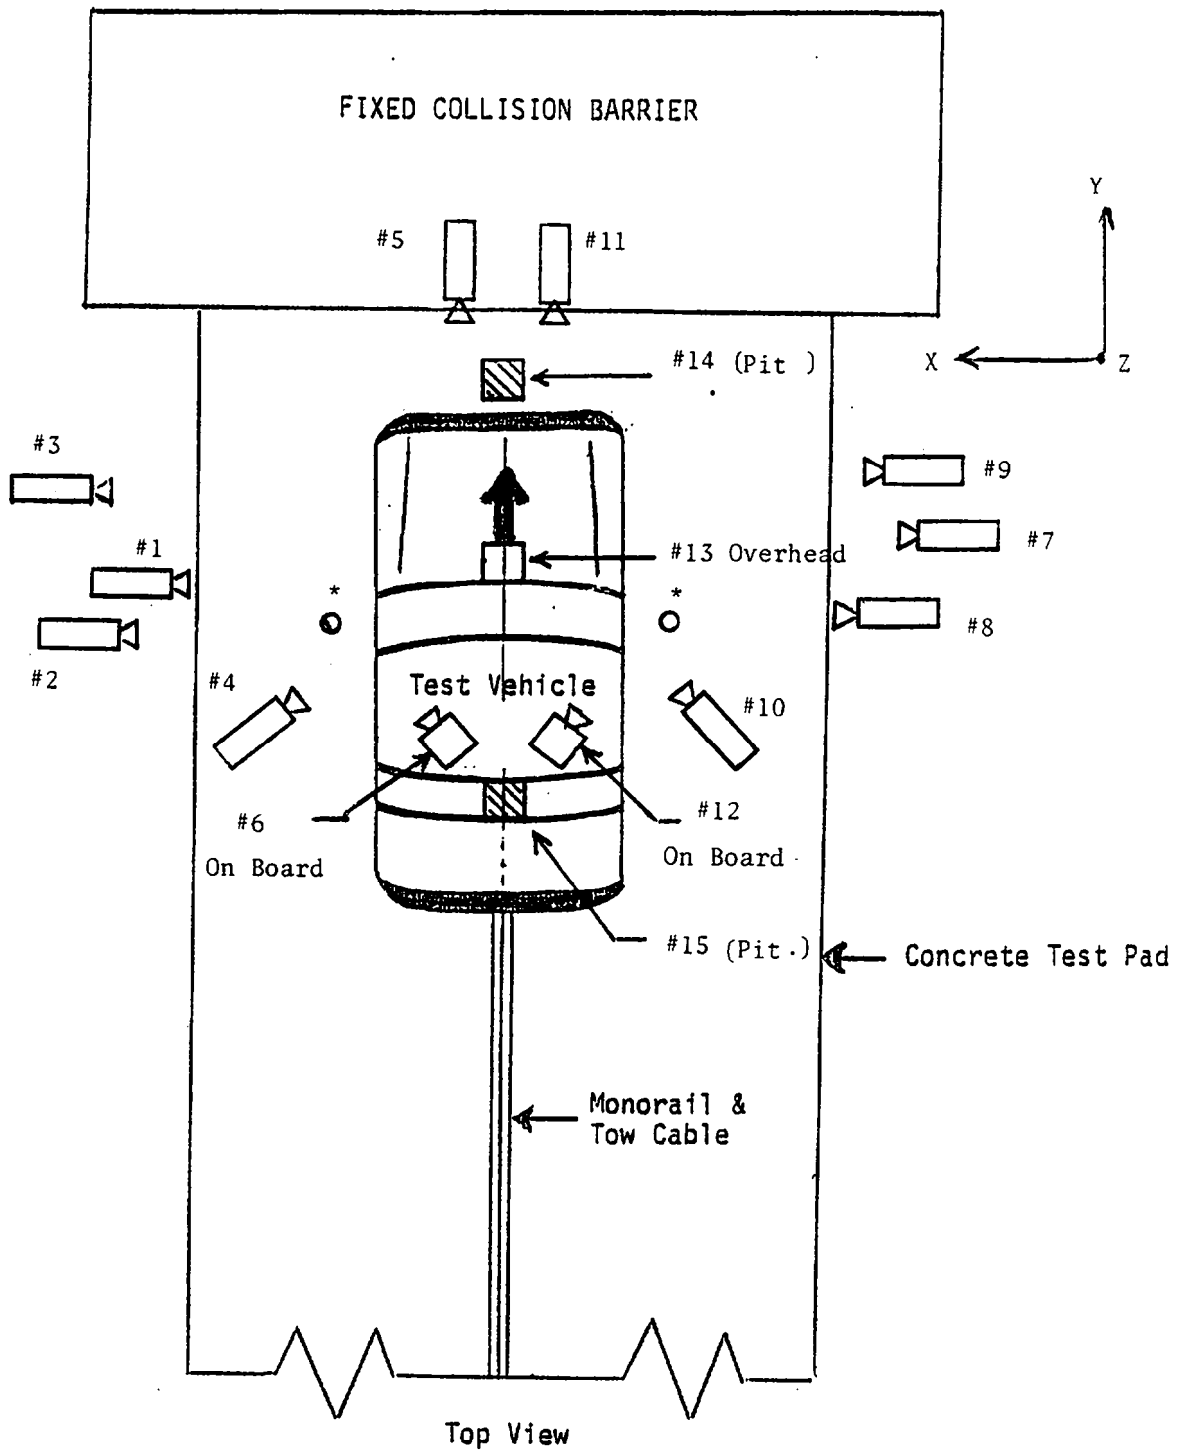 FIXED COLLISION BARRIER
Y
#5
#11
#14 (Pit )
X
Z
#3
#9
#1
#13 Overhead
#7
*
*
#2
#8
#4
Test Vehicle
#10
#6
#12
On Board
On Board
#15 (Pit.)
Concrete Test Pad
Monorail &
Tow Cable
Top View